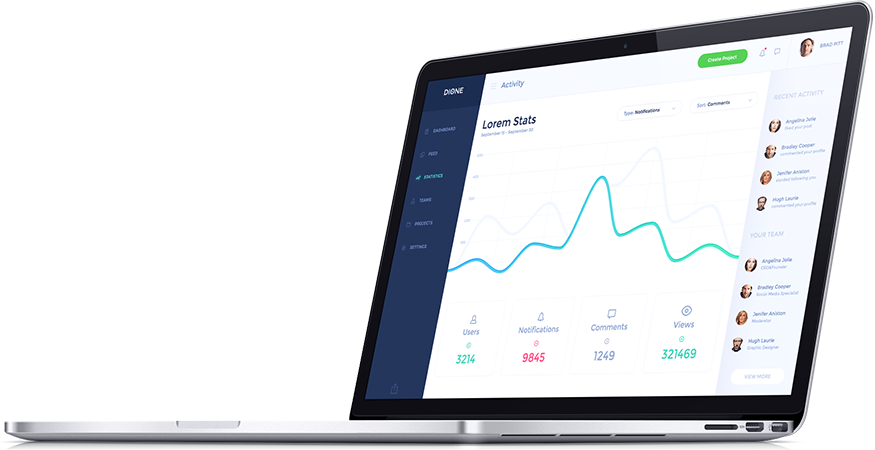 DIONE
Activity
Create Project
BRAD PITT
DASHBOARD
FEED
STATISTICS
TEAMS
PROJECTS
SETTINGS
Lorem Stats
September 10 - September 30
Type: Notifications
Sort: Comments
Users
3214
Notifications
9845
Comments
1249
Views
321469
RECENT ACTIVITY
Angelina Jolie
liked your post
Bradley Cooper
commented your profile
Jenifer Aniston
started following you
Hugh Laurie
commented your profile
YOUR TEAM
Angelina Jolie
CEO&Founder
Bradley Cooper
Social Media Specialist
Jenifer Aniston
Moderator
Hugh Laurie
Graphic Designer
VIEW MORE